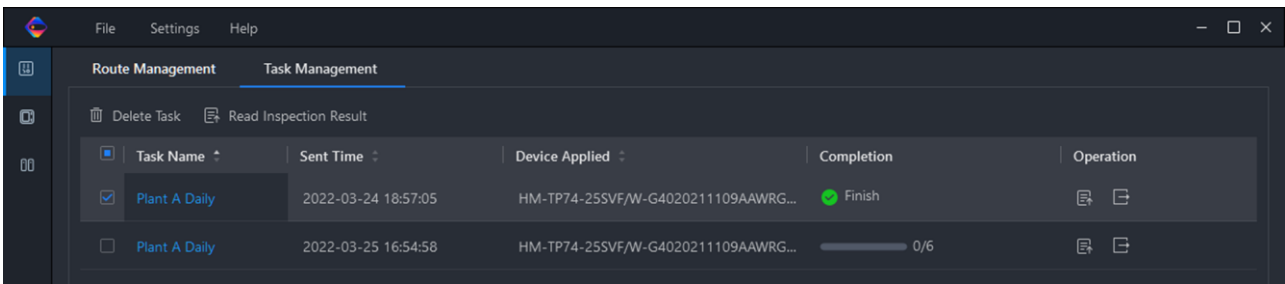 File Settings Help
Route Management Task Management
Delete Task Read Inspection Result
Task Name Sent Time Device Applied Completion Operation
Plant A Daily 2022-03-24 18:57:05 HM-TP74-25SVF/W-G4020211109AAWRG... Finish
Plant A Daily 2022-03-25 16:54:58 HM-TP74-25SVF/W-G4020211109AAWRG... 0/6